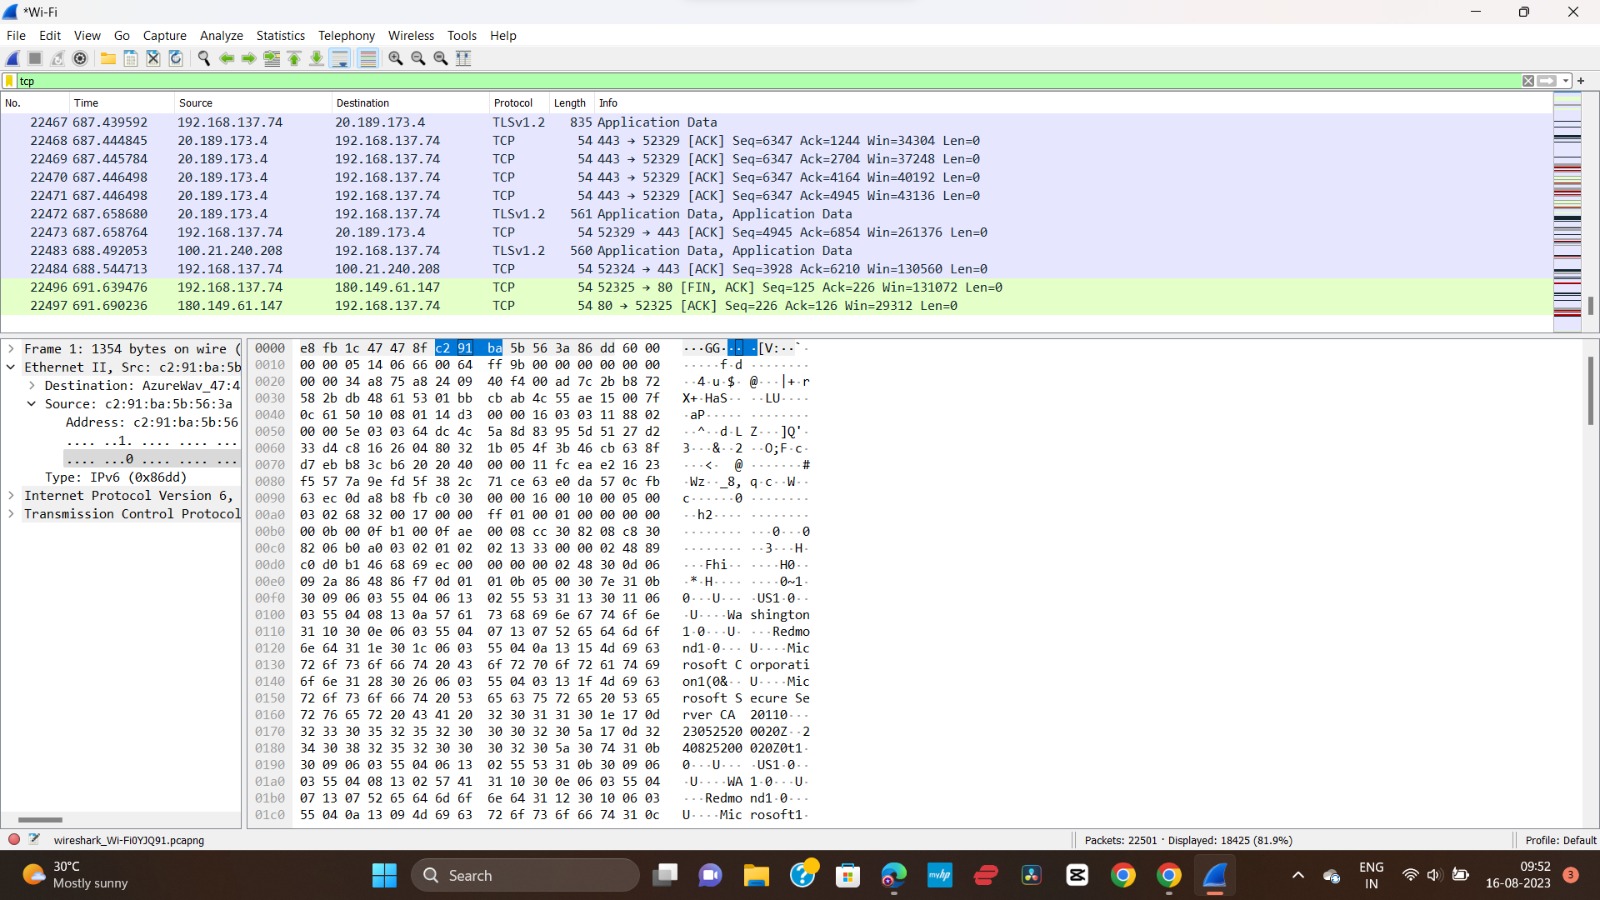 *Wi-Fi
File Edit View Go Capture Analyze Statistics Telephony Wireless Tools Help
tcp
No. Time Source Destination Protocol Length Info
22467 687.439592 192.168.137.74 20.189.173.4 TLSv1.2 835 Application Data
22468 687.444845 20.189.173.4 192.168.137.74 TCP 54 443 → 52329 [ACK] Seq=6347 Ack=1244 Win=34304 Len=0
22469 687.445784 20.189.173.4 192.168.137.74 TCP 54 443 → 52329 [ACK] Seq=6347 Ack=2704 Win=37248 Len=0
22470 687.446498 20.189.173.4 192.168.137.74 TCP 54 443 → 52329 [ACK] Seq=6347 Ack=4164 Win=40192 Len=0
22471 687.446498 20.189.173.4 192.168.137.74 TCP 54 443 → 52329 [ACK] Seq=6347 Ack=4945 Win=43136 Len=0
22472 687.658680 20.189.173.4 192.168.137.74 TLSv1.2 561 Application Data, Application Data
22473 687.658764 192.168.137.74 20.189.173.4 TCP 54 52329 → 443 [ACK] Seq=4945 Ack=6854 Win=261376 Len=0
22483 688.492053 100.21.240.208 192.168.137.74 TLSv1.2 560 Application Data, Application Data
22484 688.544713 192.168.137.74 100.21.240.208 TCP 54 52324 → 443 [ACK] Seq=3928 Ack=6210 Win=130560 Len=0
22496 691.639476 192.168.137.74 180.149.61.147 TCP 54 52325 → 80 [FIN, ACK] Seq=125 Ack=226 Win=131072 Len=0
22497 691.690236 180.149.61.147 192.168.137.74 TCP 54 80 → 52325 [ACK] Seq=226 Ack=126 Win=29312 Len=0
Frame 1: 1354 bytes on wire (
Ethernet II, Src: c2:91:ba:5b
Destination: AzureWav_47:4
Source: c2:91:ba:5b:56:3a
Address: c2:91:ba:5b:56
.... ..1. .... .... ...
.... ...0 .... .... ...
Type: IPv6 (0x86dd)
Internet Protocol Version 6,
Transmission Control Protocol
0000 e8 fb 1c 47 47 8f c2 91 ba 5b 56 3a 86 dd 60 00 ···GG··· ·[V:··`·
0010 00 00 05 14 06 66 00 64 ff 9b 00 00 00 00 00 00 ·····f·d ········
0020 00 00 34 a8 75 a8 24 09 40 f4 00 ad 7c 2b b8 72 ··4·u·$· @···|+·r
0030 58 2b db 48 61 53 01 bb cb ab 4c 55 ae 15 00 7f X+·HaS·· ··LU····
0040 0c 61 50 10 08 01 14 d3 00 00 16 03 03 11 88 02 ·aP····· ········
0050 00 00 5e 03 03 64 dc 4c 5a 8d 83 95 5d 51 27 d2 ··^··d·L Z···]Q'·
0060 33 d4 c8 16 26 04 80 32 1b 05 4f 3b 46 cb 63 8f 3···&··2 ··O;F·c·
0070 d7 eb b8 3c b6 20 20 40 00 00 11 fc ea e2 16 23 ···<·  @ ·······#
0080 f5 57 7a 9e fd 5f 38 2c 71 ce 63 e0 da 57 0c fb ·Wz··_8, q·c··W··
0090 63 ec 0d a8 b8 fb c0 30 00 00 16 00 10 00 05 00 c······0 ········
00a0 03 02 68 32 00 17 00 00 ff 01 00 01 00 00 00 00 ··h2···· ········
00b0 00 0b 00 0f b1 00 0f ae 00 08 cc 30 82 08 c8 30 ········ ···0···0
00c0 82 06 b0 a0 03 02 01 02 02 13 33 00 00 02 48 89 ········ ··3···H·
00d0 c0 d0 b1 46 68 69 ec 00 00 00 00 02 48 30 0d 06 ···Fhi·· ····H0··
00e0 09 2a 86 48 86 f7 0d 01 01 0b 05 00 30 7e 31 0b ·*·H···· ····0~1·
00f0 30 09 06 03 55 04 06 13 02 55 53 31 13 30 11 06 0···U··· ·US1·0··
0100 03 55 04 08 13 0a 57 61 73 68 69 6e 67 74 6f 6e ·U····Wa shington
0110 31 10 30 0e 06 03 55 04 07 13 07 52 65 64 6d 6f 1·0···U· ···Redmo
0120 6e 64 31 1e 30 1c 06 03 55 04 0a 13 15 4d 69 63 nd1·0··· U····Mic
0130 72 6f 73 6f 66 74 20 43 6f 72 70 6f 72 61 74 69 rosoft C orporati
0140 6f 6e 31 28 30 26 06 03 55 04 03 13 1f 4d 69 63 on1(0&·· U····Mic
0150 72 6f 73 6f 66 74 20 53 65 63 75 72 65 20 53 65 rosoft S ecure Se
0160 72 76 65 72 20 43 41 20 32 30 31 31 30 1e 17 0d rver CA  20110···
0170 32 33 30 35 32 35 32 30 30 30 32 30 5a 17 0d 32 23052520 0020Z··2
0180 34 30 38 32 35 32 30 30 30 32 30 5a 30 74 31 0b 40825200 020Z0t1·
0190 30 09 06 03 55 04 06 13 02 55 53 31 0b 30 09 06 0···U··· ·US1·0··
01a0 03 55 04 08 13 02 57 41 31 10 30 0e 06 03 55 04 ·U····WA 1·0···U·
01b0 07 13 07 52 65 64 6d 6f 6e 64 31 12 30 10 06 03 ···Redmo nd1·0···
01c0 55 04 0a 13 09 4d 69 63 72 6f 73 6f 66 74 31 0c U····Mic rosoft1·
wireshark_Wi-Fi0YJQ91.pcapng Packets: 22501 · Displayed: 18425 (81.9%) Profile: Default
30°C
Mostly sunny
Search
myhp
ENG
IN
09:52
16-08-2023
3